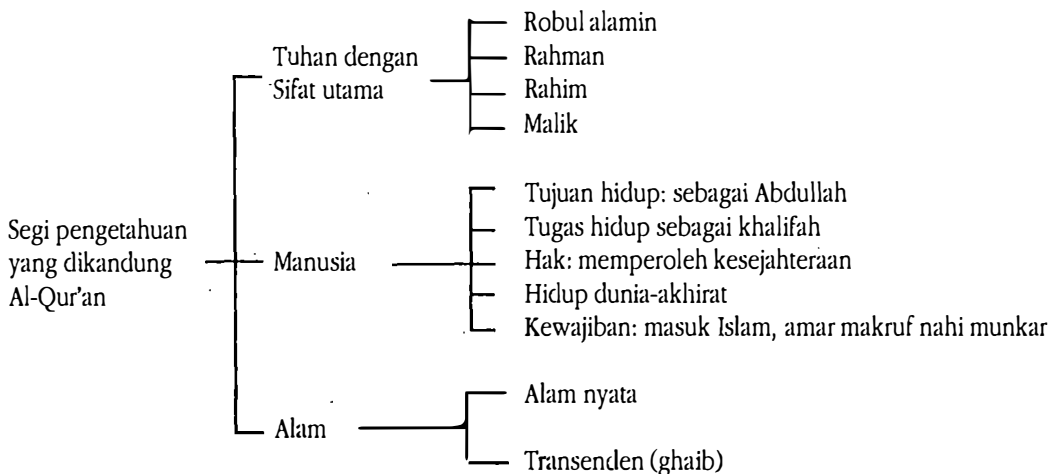 Segi pengetahuan
yang dikandung
Al-Qur'an
Tuhan dengan
Sifat utama
Robul alamin
Rahman
Rahim
Malik
Manusia
Tujuan hidup: sebagai Abdullah
Tugas hidup sebagai khalifah
Hak: memperoleh kesejahteraan
Hidup dunia-akhirat
Kewajiban: masuk Islam, amar makruf nahi munkar
Alam
Alam nyata
Transenden (ghaib)